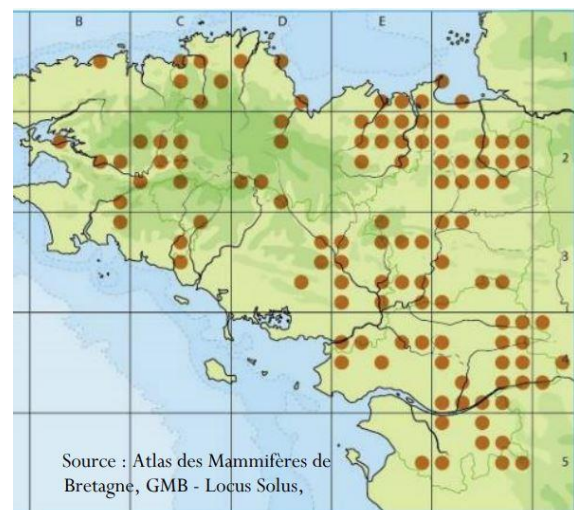 B C D E
1
2
3
4
5
Source : Atlas des Mammifères de
Bretagne, GMB - Locus Solus,